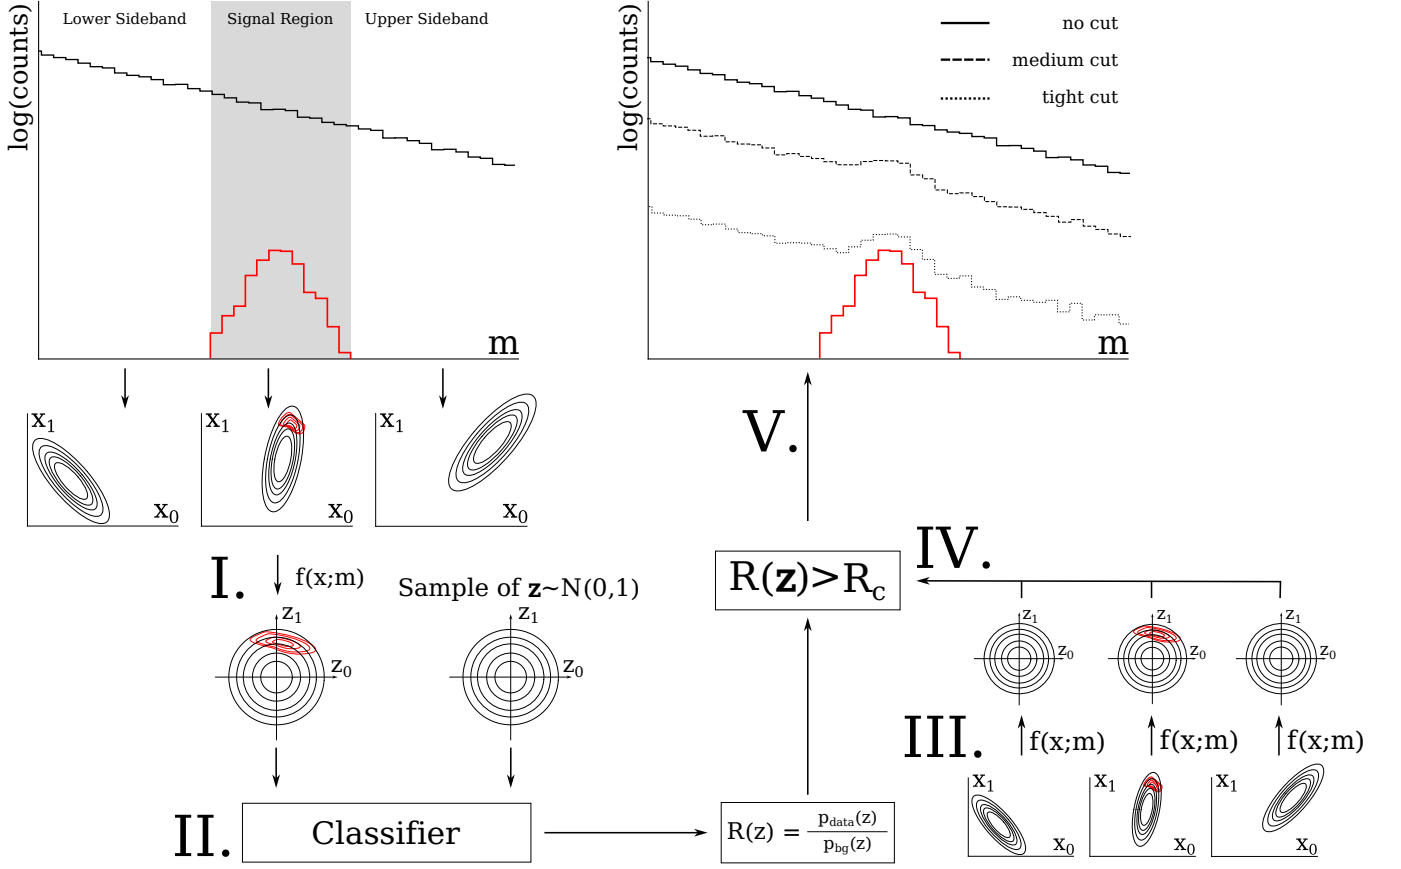 Lower Sideband
Signal Region
Upper Sideband
log(counts)
m
no cut
medium cut
tight cut
log(counts)
m
x1
x0
x1
x0
x1
x0
I.
f(x;m)
z1
z0
Sample of z~N(0,1)
z1
z0
II.
Classifier
R(z) = pdata(z) / pbg(z)
R(z)>Rc
V.
IV.
z1
z0
z1
z0
z1
z0
III.
f(x;m)
f(x;m)
f(x;m)
x1
x0
x1
x0
x1
x0